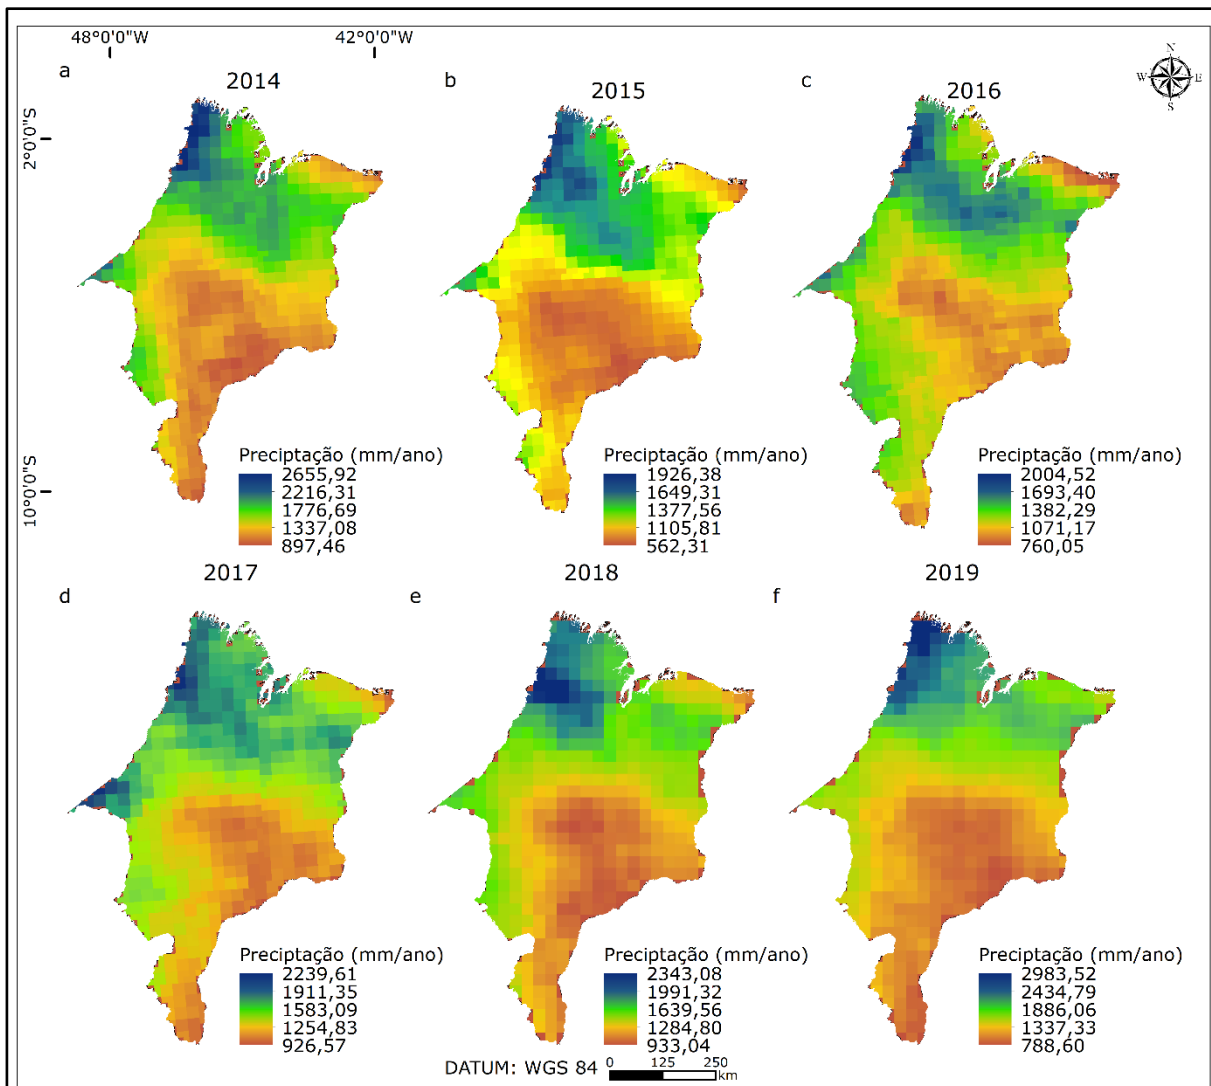 48°0'0"W 42°0'0"W
N
W E
S
a 2014
b 2015
c 2016
2°0'0"S
10°0'0"S
Preciptação (mm/ano)
2655,92
2216,31
1776,69
1337,08
897,46
Preciptação (mm/ano)
1926,38
1649,31
1377,56
1105,81
562,31
Preciptação (mm/ano)
2004,52
1693,40
1382,29
1071,17
760,05
d 2017
e 2018
f 2019
Preciptação (mm/ano)
2239,61
1911,35
1583,09
1254,83
926,57
Preciptação (mm/ano)
2343,08
1991,32
1639,56
1284,80
933,04
Preciptação (mm/ano)
2983,52
2434,79
1886,06
1337,33
788,60
DATUM: WGS 84
0 125 250
km